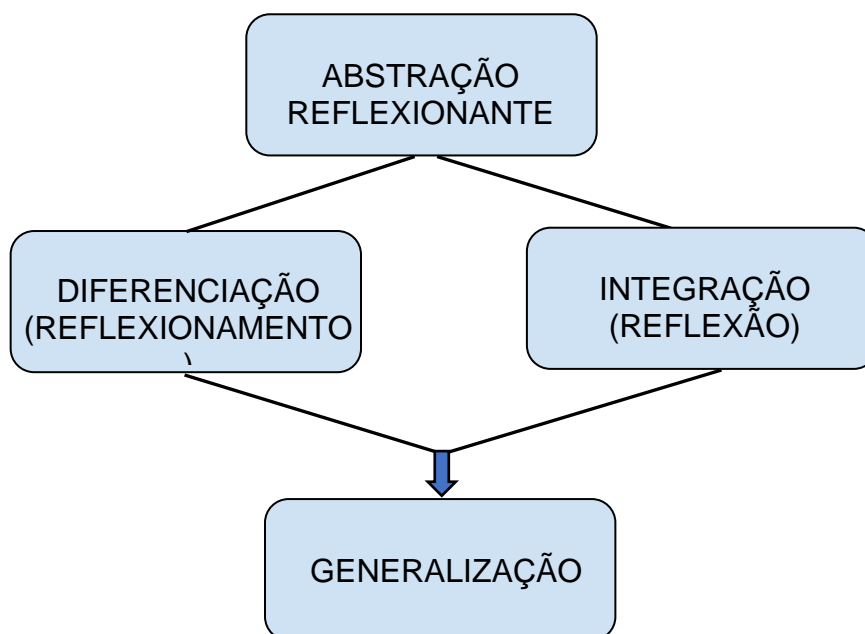 ABSTRAÇÃO
REFLEXIONANTE
DIFERENCIAÇÃO
(REFLEXIONAMENTO
)
INTEGRAÇÃO
(REFLEXÃO)
GENERALIZAÇÃO